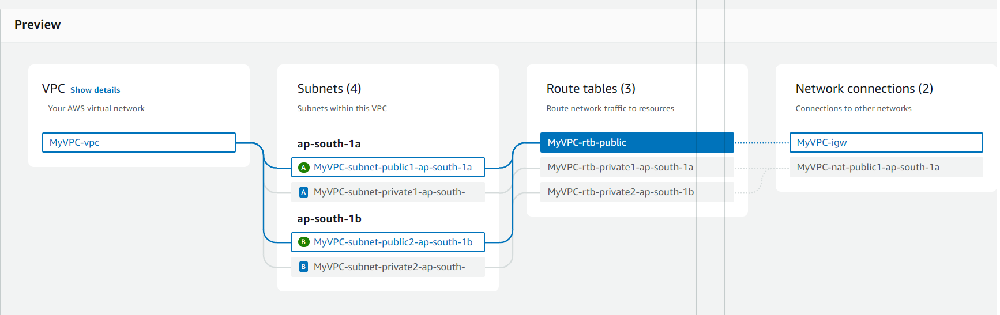 Preview
VPC Show details
Your AWS virtual network
MyVPC-vpc
Subnets (4)
Subnets within this VPC
ap-south-1a
A MyVPC-subnet-public1-ap-south-1a
A MyVPC-subnet-private1-ap-south-
ap-south-1b
B MyVPC-subnet-public2-ap-south-1b
B MyVPC-subnet-private2-ap-south-
Route tables (3)
Route network traffic to resources
MyVPC-rtb-public
MyVPC-rtb-private1-ap-south-1a
MyVPC-rtb-private2-ap-south-1b
Network connections (2)
Connections to other networks
MyVPC-igw
MyVPC-nat-public1-ap-south-1a